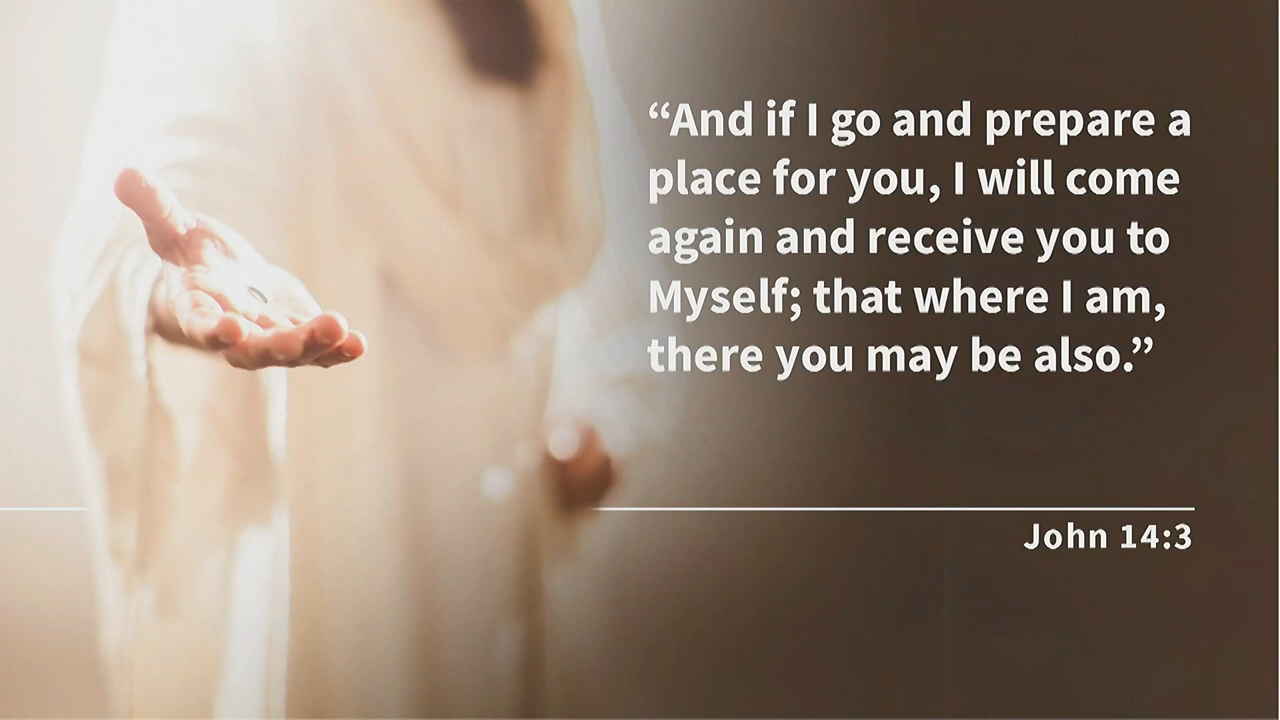 “And if I go and prepare a
place for you, I will come
again and receive you to
Myself; that where I am,
there you may be also.”
John 14:3